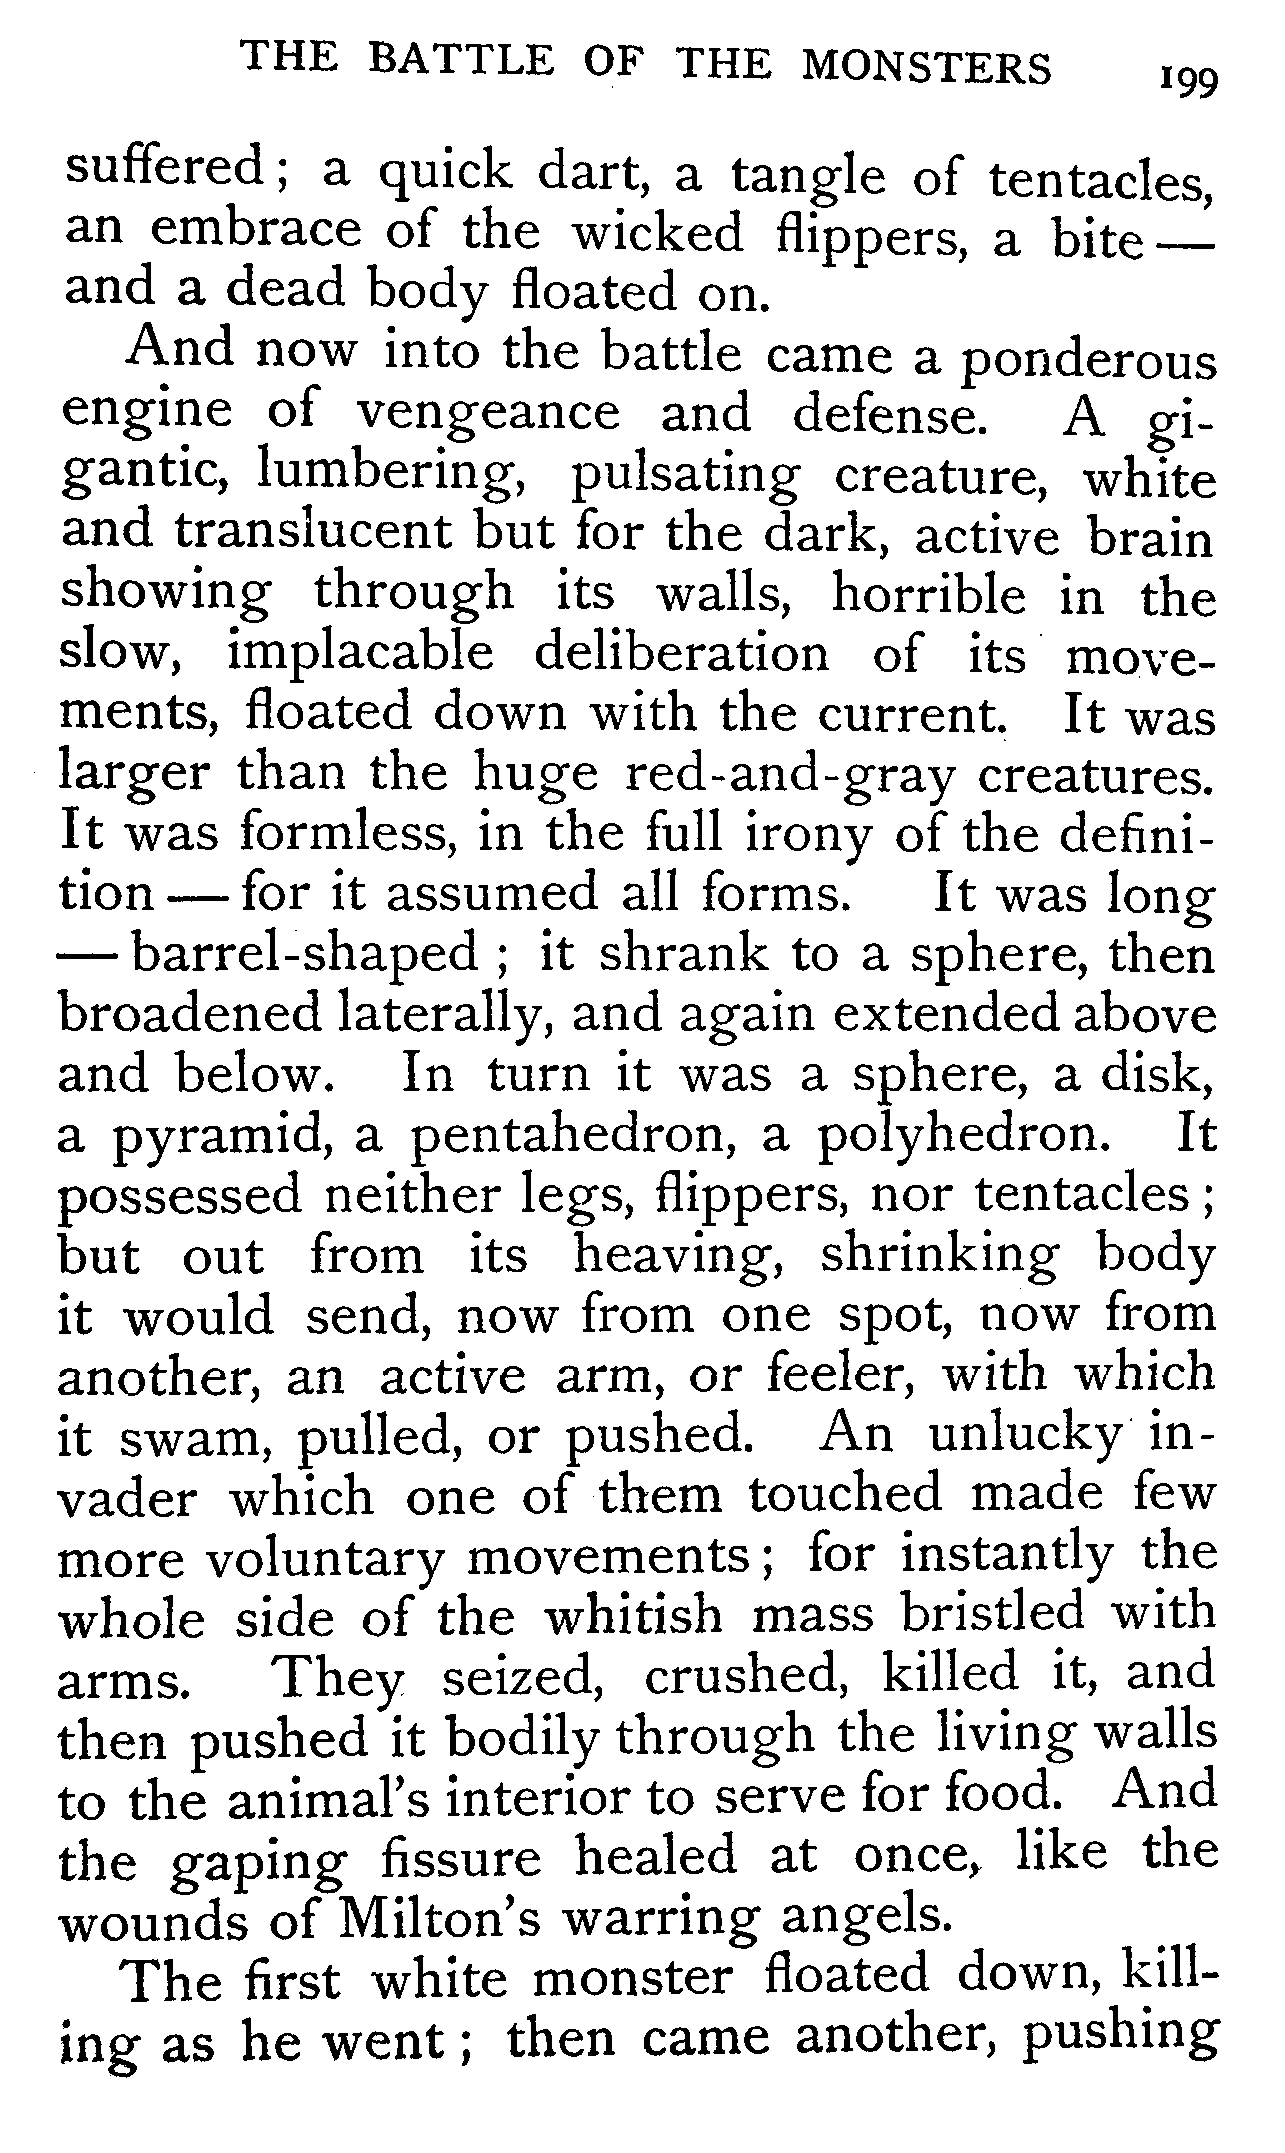 THE BATTLE OF THE MONSTERS 199
suffered; a quick dart, a tangle of tentacles,
an embrace of the wicked flippers, a bite—
and a dead body floated on.
And now into the battle came a ponderous
engine of vengeance and defense. A gi-
gantic, lumbering, pulsating creature, white
and translucent but for the dark, active brain
showing through its walls, horrible in the
slow, implacable deliberation of its move-
ments, floated down with the current. It was
larger than the huge red-and-gray creatures.
It was formless, in the full irony of the defini-
tion — for it assumed all forms. It was long
— barrel-shaped; it shrank to a sphere, then
broadened laterally, and again extended above
and below. In turn it was a sphere, a disk,
a pyramid, a pentahedron, a polyhedron. It
possessed neither legs, flippers, nor tentacles;
but out from its heaving, shrinking body
it would send, now from one spot, now from
another, an active arm, or feeler, with which
it swam, pulled, or pushed. An unlucky in-
vader which one of them touched made few
more voluntary movements; for instantly the
whole side of the whitish mass bristled with
arms. They seized, crushed, killed it, and
then pushed it bodily through the living walls
to the animal's interior to serve for food. And
the gaping fissure healed at once, like the
wounds of Milton's warring angels.
The first white monster floated down, kill-
ing as he went; then came another, pushing